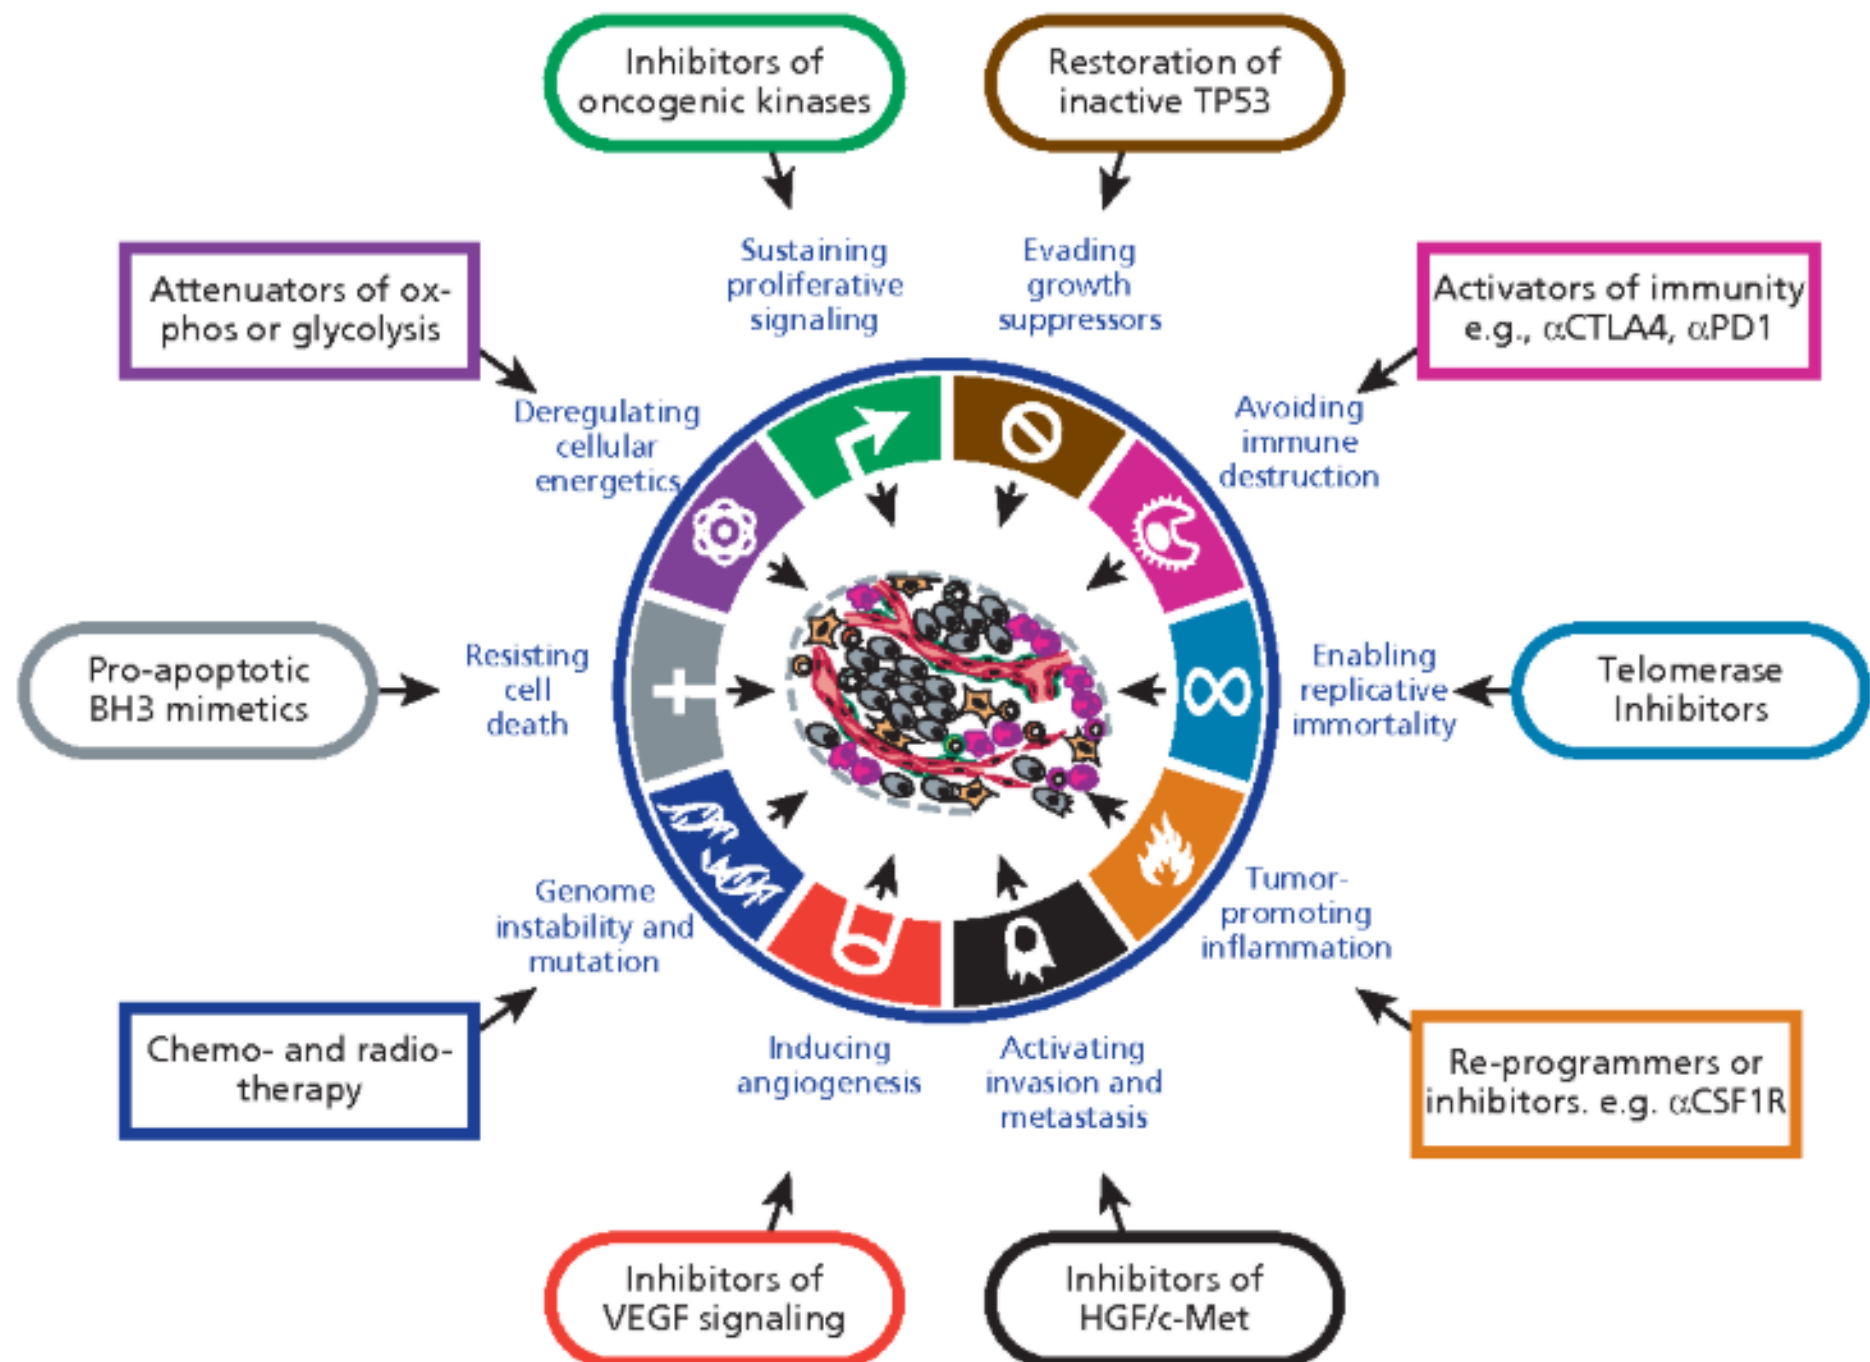 Inhibitors of
oncogenic kinases
Restoration of
inactive TP53
Sustaining
proliferative
signaling
Evading
growth
suppressors
Attenuators of ox-
phos or glycolysis
Activators of immunity
e.g., αCTLA4, αPD1
Deregulating
cellular
energetics
Avoiding
immune
destruction
Pro-apoptotic
BH3 mimetics
Resisting
cell
death
Enabling
replicative
immortality
Telomerase
Inhibitors
Genome
instability and
mutation
Tumor-
promoting
inflammation
Chemo- and radio-
therapy
Inducing
angiogenesis
Activating
invasion and
metastasis
Re-programmers or
inhibitors. e.g. αCSF1R
Inhibitors of
VEGF signaling
Inhibitors of
HGF/c-Met